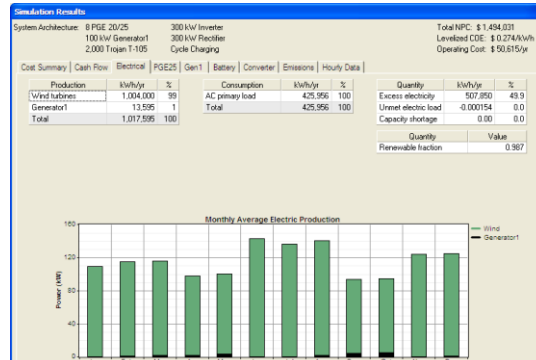 Simulation Results
System Architecture: 8 PGE 20/25 300 kW Inverter Total NPC: $ 1,494,031
100 kW Generator1 300 kW Rectifier Levelized COE: $ 0.274/kWh
2,000 Trojan T-105 Cycle Charging Operating Cost: $ 50,615/yr
Cost Summary Cash Flow Electrical PGE25 Gen1 Battery Converter Emissions Hourly Data
Production kWh/yr % Consumption kWh/yr % Quantity kWh/yr %
Wind turbines 1,004,000 99 AC primary load 425,956 100 Excess electricity 507,850 49.9
Generator1 13,595 1 Total 425,956 100 Unmet electric load -0.000154 0.0
Total 1,017,595 100 Capacity shortage 0.00 0.0
Quantity Value
Renewable fraction 0.987
Monthly Average Electric Production
160
120
80
40
0
Power (kW)
Wind
Generator1